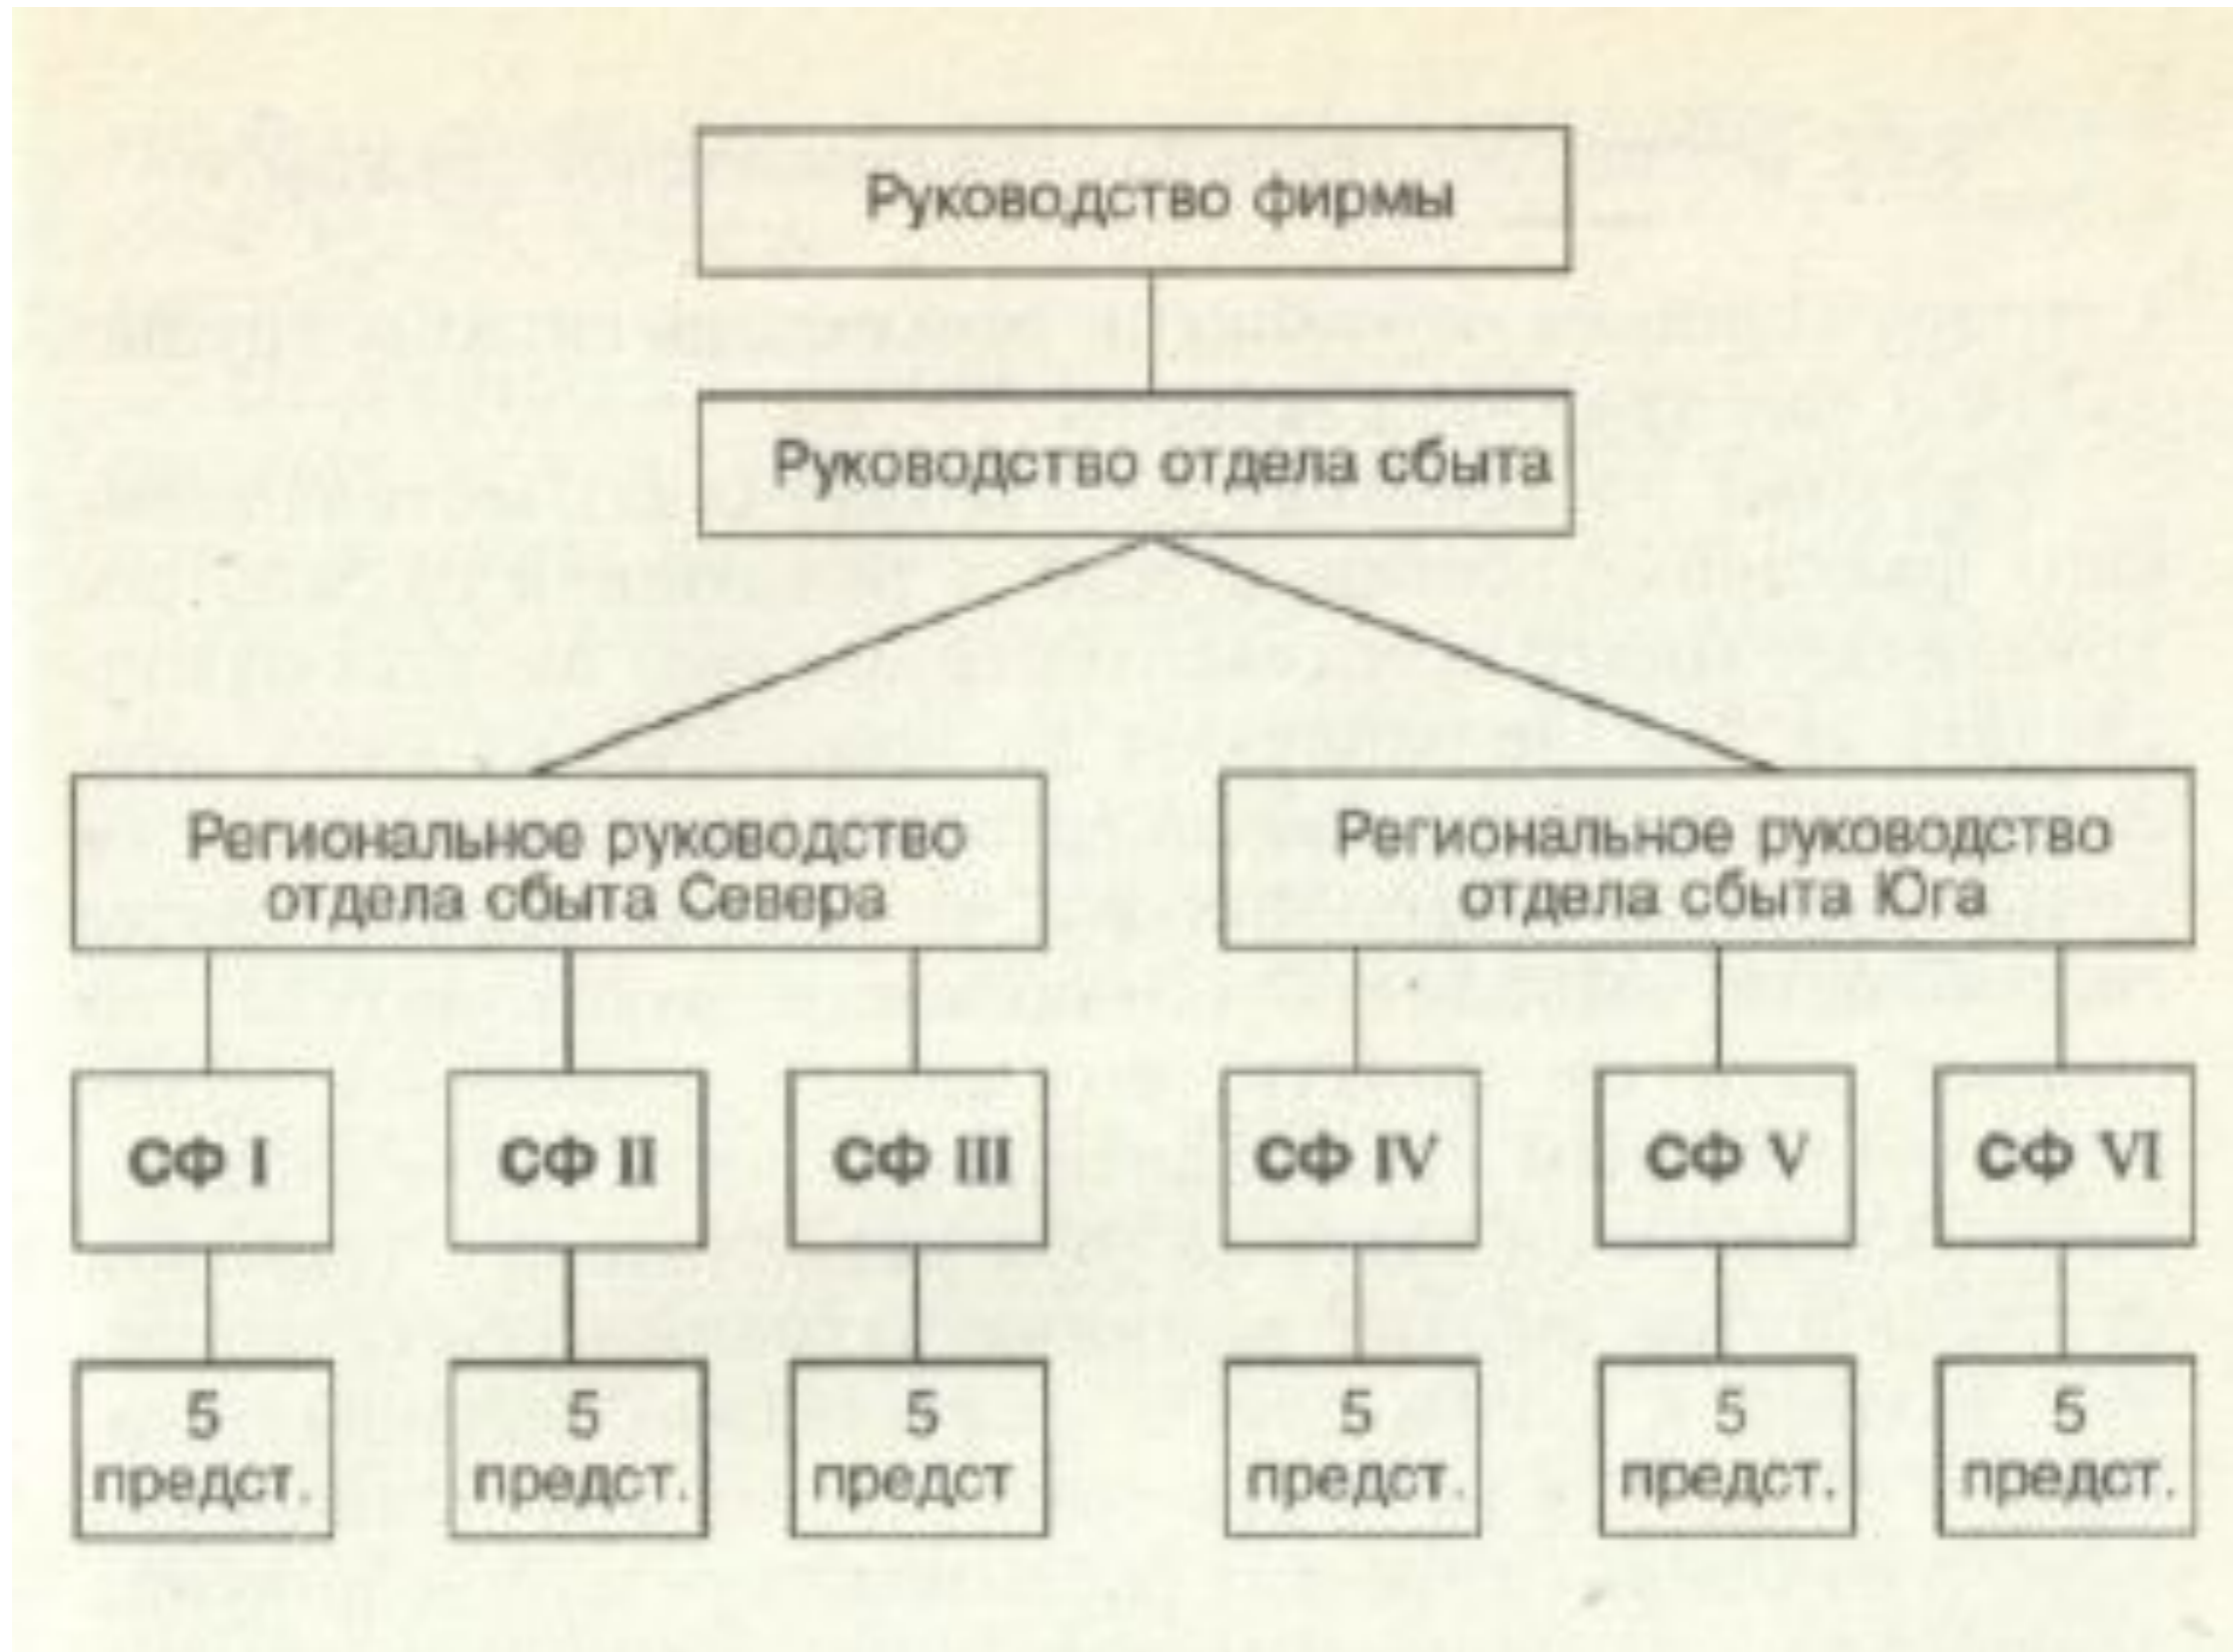 Руководство фирмы
Руководство отдела сбыта
Региональное руководство
отдела сбыта Севера
Региональное руководство
отдела сбыта Юга
СФ I
СФ II
СФ III
СФ IV
СФ V
СФ VI
5
предст.
5
предст.
5
предст
5
предст.
5
предст.
5
предст.